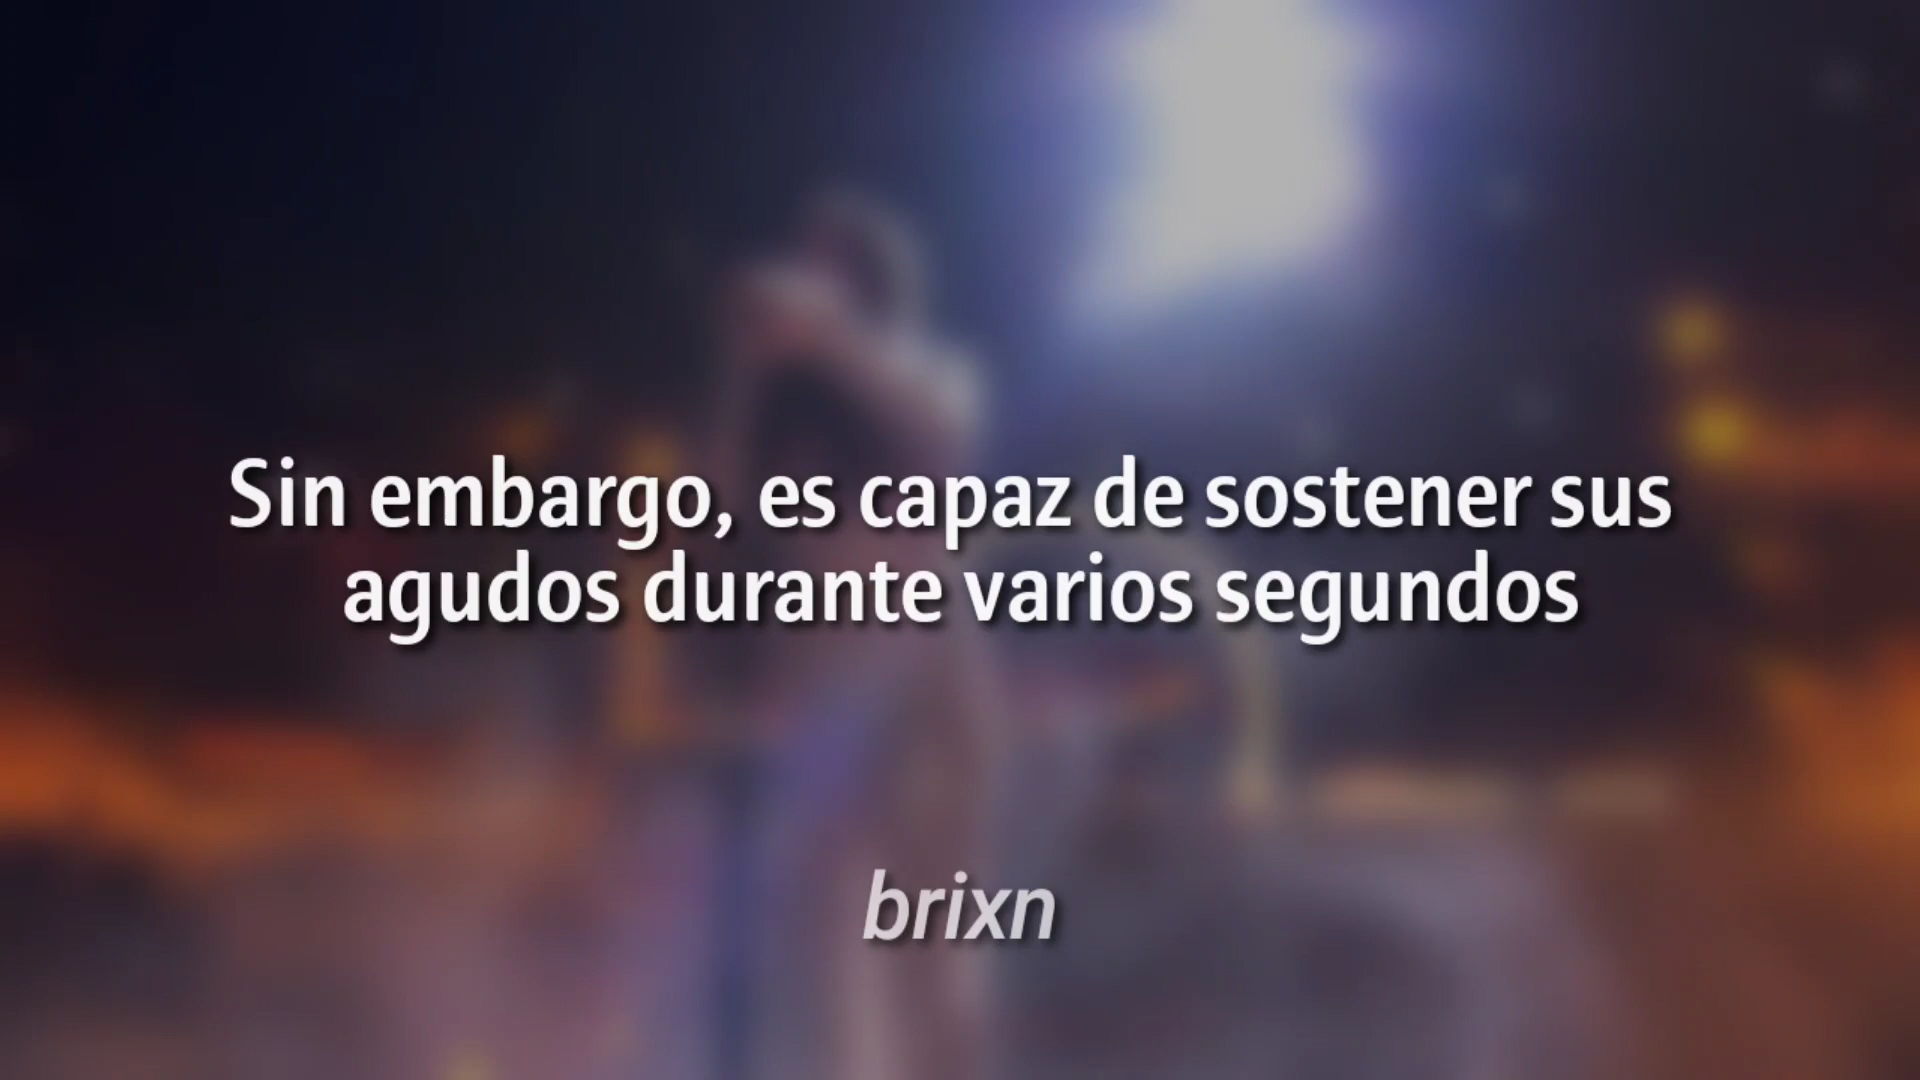 Sin embargo, es capaz de sostener sus
agudos durante varios segundos
brixn